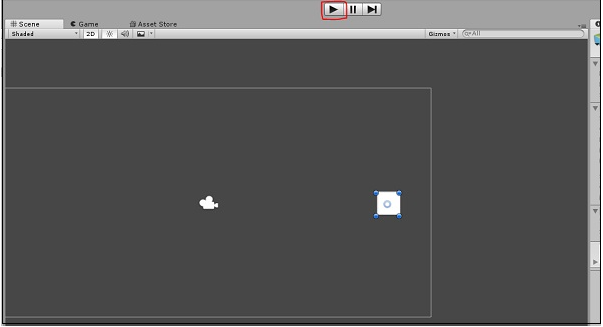 Scene Game Asset Store
Shaded 2D Gizmos All